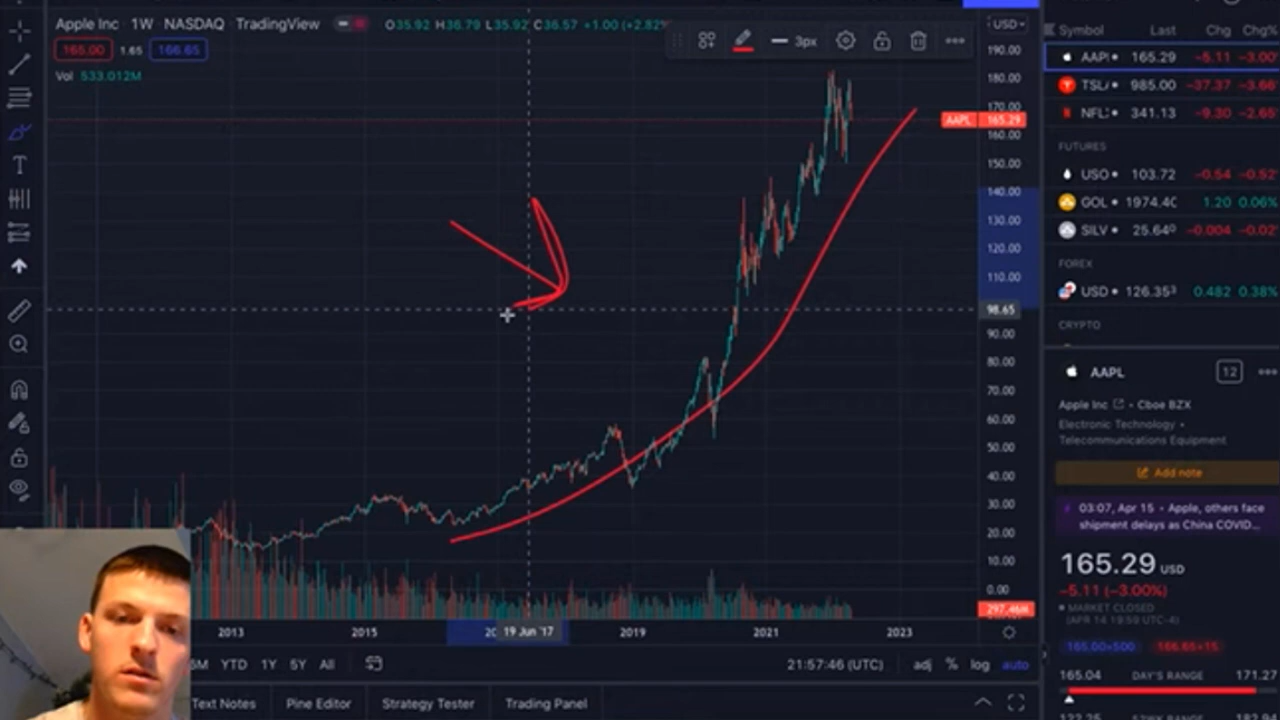 Apple Inc · 1W · NASDAQ · TradingView O35.92 H36.79 L35.92 C36.57 +1.00 (+2.82%
165.00 1.65 166.65
Vol 533.012M
3px
USD
190.00
180.00
170.00
AAPL 165.29
160.00
150.00
140.00
130.00
120.00
110.00
98.65
90.00
80.00
70.00
60.00
50.00
40.00
30.00
20.00
10.00
0.00
297.46M
2013 2015 19 Jun '17 2019 2021 2023
YTD 1Y 5Y All 21:57:46 (UTC) adj % log auto
Text Notes Pine Editor Strategy Tester Trading Panel
Symbol Last Chg Chg%
AAP 165.29 -5.11 -3.00
TSL 985.00 -37.37 -3.66
NFL 341.13 -9.30 -2.65
FUTURES
USO 103.72 -0.54 -0.52
GOL 1974.40 1.20 0.06%
SILV 25.640 -0.004 -0.02
FOREX
USD 126.353 0.482 0.38%
CRYPTO
AAPL 12
Apple Inc · Cboe BZX
Electronic Technology •
Telecommunications Equipment
Add note
03:07, Apr 15 • Apple, others face
shipment delays as China COVID...
165.29 USD
-5.11 (-3.00%)
MARKET CLOSED
(APR 14 19:59 UTC-4)
165.00×500 166.65×15
165.04 DAY'S RANGE 171.27